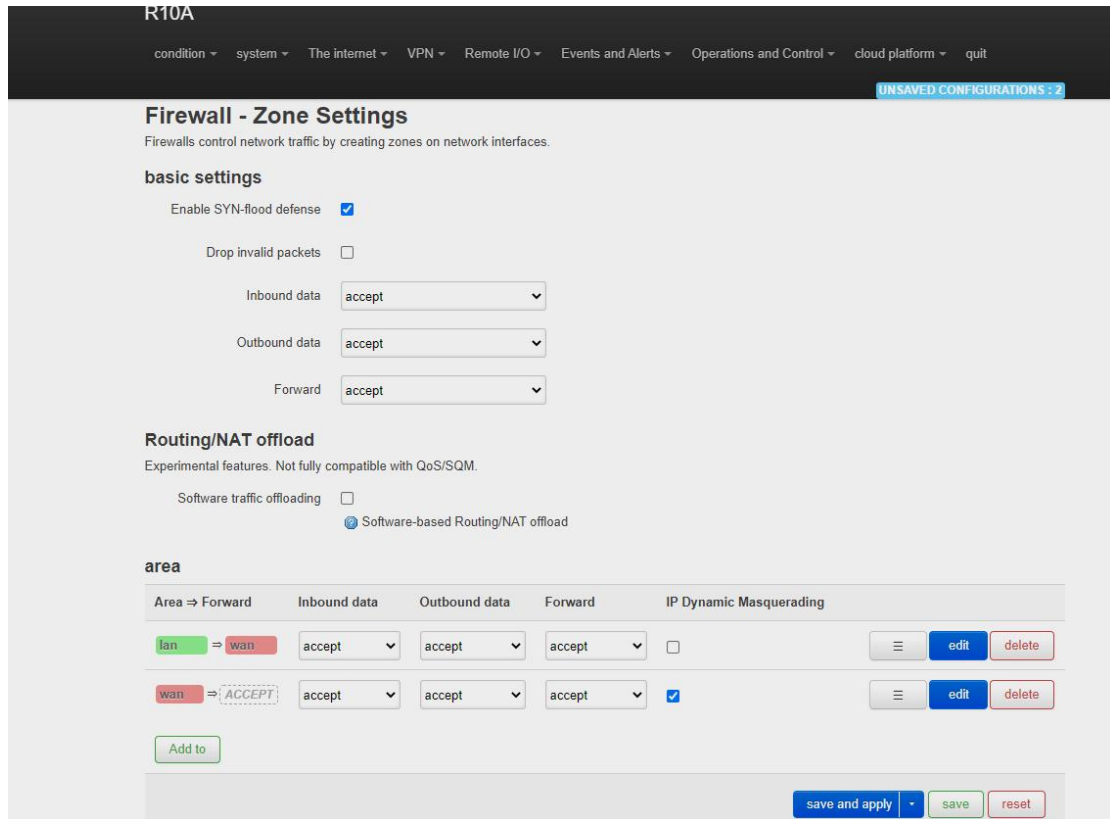 R10A
condition system The internet VPN Remote I/O Events and Alerts Operations and Control cloud platform quit
UNSAVED CONFIGURATIONS : 2
Firewall - Zone Settings
Firewalls control network traffic by creating zones on network interfaces.
basic settings
Enable SYN-flood defense
Drop invalid packets
Inbound data accept
Outbound data accept
Forward accept
Routing/NAT offload
Experimental features. Not fully compatible with QoS/SQM.
Software traffic offloading
Software-based Routing/NAT offload
area
Area ⇒ Forward Inbound data Outbound data Forward IP Dynamic Masquerading
lan ⇒ wan accept accept accept edit delete
wan ⇒ ACCEPT accept accept accept edit delete
Add to
save and apply save reset